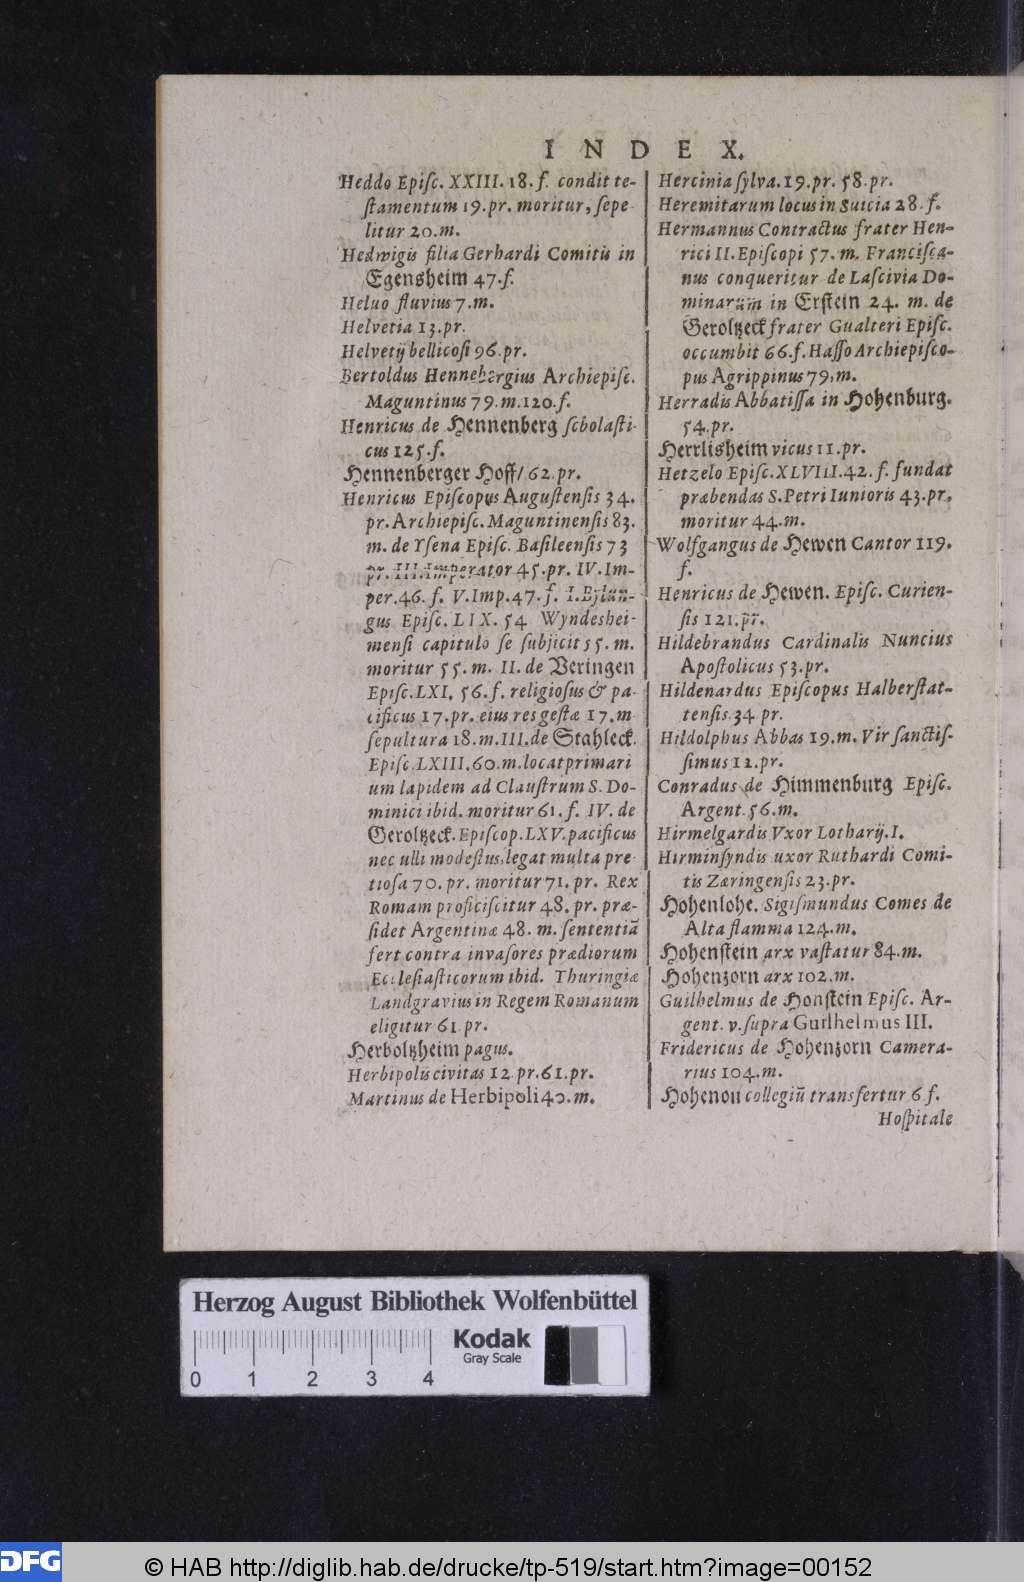 INDEX.
Heddo Episc. XXIII. 18. f. condit te-
stamentum 19. pr. moritur, sepe
litur 20. m.
Hedwigis filia Gerhardi Comitis in
Egensheim 47. f.
Heluo fluvius 7. m.
Helvetia 13. pr.
Helvetij bellicosi 96. pr.
Bertoldus Hennebergius Archiepisc.
Maguntinus 79. m. 120. f.
Henricus de Hennenberg scholasti-
cus 125. f.
Hennenberger Hoff/ 62. pr.
Henricus Episcopus Augustensis 34.
pr. Archiepisc. Maguntinensis 83.
m. de Ysena Episc. Basileensis 73
pr. III. Imperator 45. pr. IV. Im-
per. 46. f. V. Imp. 47. f. I.
gus Episc. LIX. 54 Wyndeshei-
mensi capitulo se subjicit 55. m.
moritur 55. m. II. de Veringen
Episc. LXI. 56. f. religiosus & pa-
cificus 17. pr. eius res gestæ 17. m
sepultura 18. m. III. de Stahleck.
Episc. LXIII. 60. m. locat primari
um lapidem ad Claustrum S. Do-
minici ibid. moritur 61. f. IV. de
Geroltzeck. Episcop. LXV. pacificus
nec ulli modestus, legat multa pre
tiosa 70. pr. moritur 71. pr. Rex
Romam proficiscitur 48. pr. præ-
sidet Argentinæ 48. m. sententiã
fert contra invasores prædiorum
Ecclesiasticorum ibid. Thuringiæ
Landgravius in Regem Romanum
eligitur 61. pr.
Herboltzheim pagus.
Herbipolis civitas 12 pr. 61. pr.
Martinus de Herbipoli 40. m.
Hercinia sylva. 19. pr. 58. pr.
Heremitarum locus in Suicia 28. f.
Hermannus Contractus frater Hen-
rici II. Episcopi 57. m. Francisca-
nus conqueritur de Lascivia Do-
minarum in Erstein 24. m. de
Geroltzeck frater Gualteri Episc.
occumbit 66. f. Hasso Archiepisco-
pus Agrippinus 79, m.
Herradis Abbatissa in Hohenburg.
54. pr.
Herrlisheim vicus 11. pr.
Hetzelo Episc. XLVIII. 42. f. fundat
præbendas S. Petri Iunioris 43. pr.
moritur 44. m.
Wolfgangus de Hewen Cantor 119.
f.
Henricus de Hewen. Episc. Curien-
sis 121. pr.
Hildebrandus Cardinalis Nuncius
Apostolicus 53. pr.
Hildenardus Episcopus Halberstat-
tensis 34 pr.
Hildolphus Abbas 19. m. Vir sanctis-
simus 12. pr.
Conradus de Himmenburg Episc.
Argent. 56. m.
Hirmelgardis Vxor Lotharij. I.
Hirminsyndis uxor Ruthardi Comi-
tis Zæringensis 23. pr.
Hohenlohe. Sigismundus Comes de
Alta flamma 124. m.
Hohenstein arx vastatur 84. m.
Hohenzorn arx 102. m.
Guilhelmus de Honstein Episc. Ar-
gent. v. supra Guilhelmus III.
Fridericus de Hohenzorn Camera-
rius 104. m.
Hohenou collegiũ transfertur 6 f.
Hospitale
Herzog August Bibliothek Wolfenbüttel
Kodak
Gray Scale
0 1 2 3 4
DFG
© HAB http://diglib.hab.de/drucke/tp-519/start.htm?image=00152